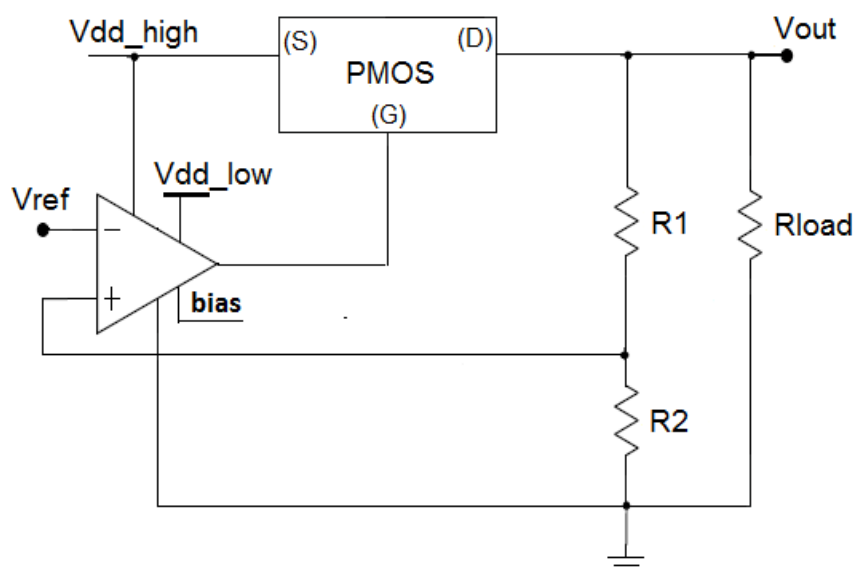 Vdd_high
(S)
(D)
Vout
PMOS
(G)
Vdd_low
Vref
−
R1
Rload
+
bias
R2